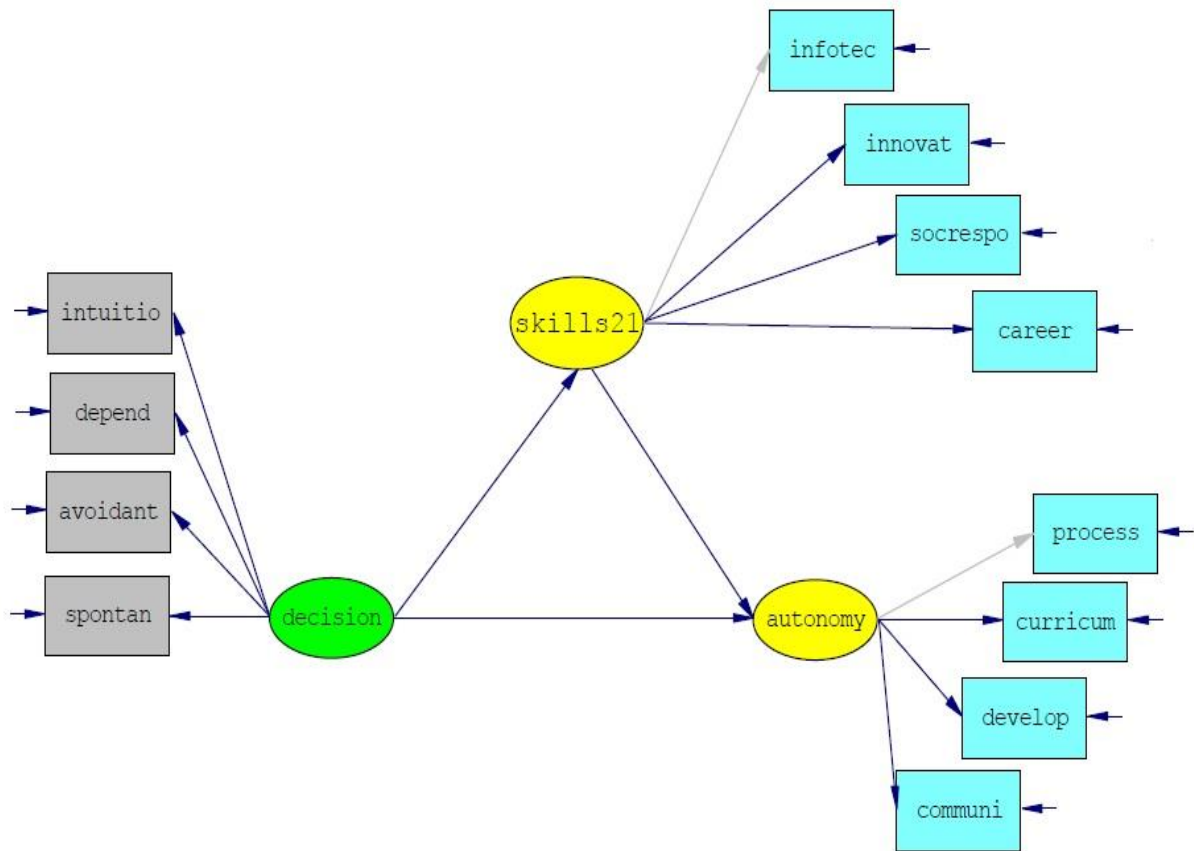 infotec
innovat
socrespo
career
skills21
intuitio
depend
avoidant
spontan
decision
autonomy
process
curricum
develop
communi